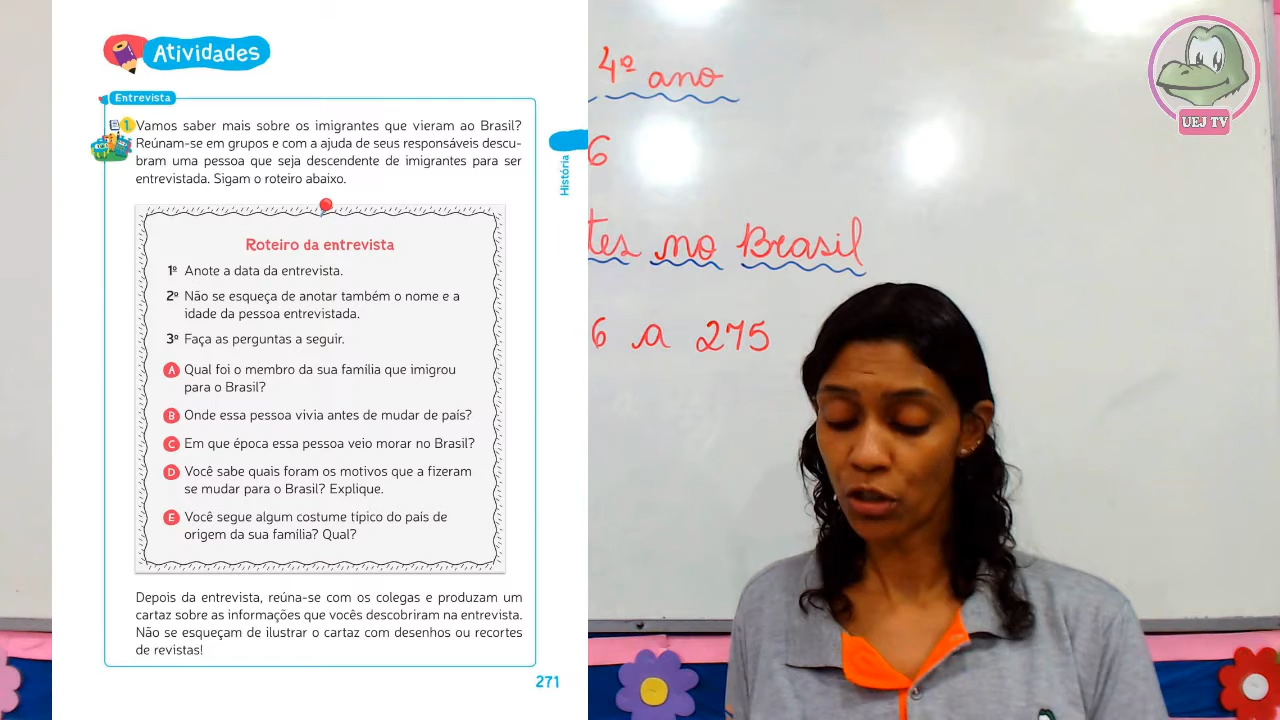 Atividades
Entrevista
1 Vamos saber mais sobre os imigrantes que vieram ao Brasil?
Reúnam-se em grupos e com a ajuda de seus responsáveis descu-
bram uma pessoa que seja descendente de imigrantes para ser
entrevistada. Sigam o roteiro abaixo.
Roteiro da entrevista
1º Anote a data da entrevista.
2º Não se esqueça de anotar também o nome e a
idade da pessoa entrevistada.
3º Faça as perguntas a seguir.
A Qual foi o membro da sua família que imigrou
para o Brasil?
B Onde essa pessoa vivia antes de mudar de país?
C Em que época essa pessoa veio morar no Brasil?
D Você sabe quais foram os motivos que a fizeram
se mudar para o Brasil? Explique.
E Você segue algum costume típico do país de
origem da sua família? Qual?
Depois da entrevista, reúna-se com os colegas e produzam um
cartaz sobre as informações que vocês descobriram na entrevista.
Não se esqueçam de ilustrar o cartaz com desenhos ou recortes
de revistas!
271
História
4º ano
6
tes no Brasil
6 a 275
UEJ TV